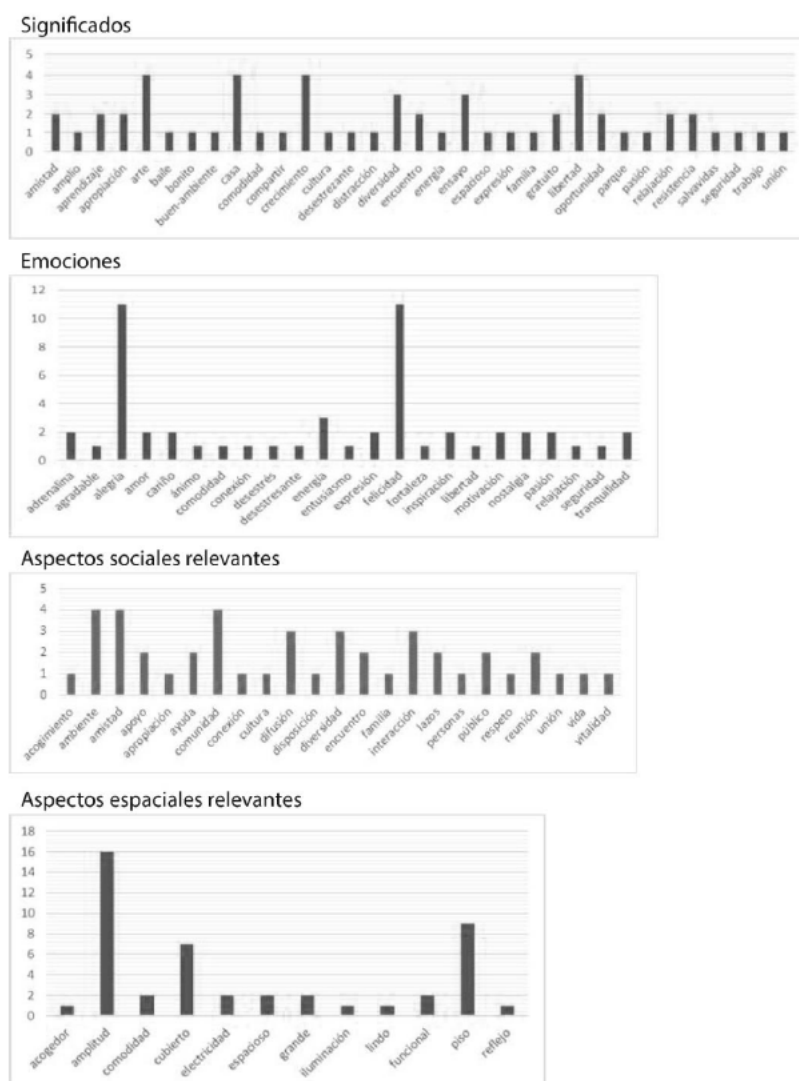 Significados
5
4
3
2
1
0
amistad
amplio
aprendizaje
apropiación
arte
baile
bonito
buen-ambiente
casa
comodidad
compartir
crecimiento
cultura
desestrezante
distracción
diversidad
encuentro
energía
ensayo
espacioso
expresión
familia
gratuito
libertad
oportunidad
parque
pasión
relajación
resistencia
salvavidas
seguridad
trabajo
unión
Emociones
12
10
8
6
4
2
0
adrenalina
agradable
alegría
amor
cariño
ánimo
comodidad
conexión
desestrés
desestresante
energía
entusiasmo
expresión
felicidad
fortaleza
inspiración
libertad
motivación
nostalgia
pasión
relajación
seguridad
tranquilidad
Aspectos sociales relevantes
5
4
3
2
1
0
acogimiento
ambiente
amistad
apoyo
apropiación
ayuda
comunidad
conexión
cultura
difusión
disposición
diversidad
encuentro
familia
interacción
lazos
personas
público
respeto
reunión
unión
vida
vitalidad
Aspectos espaciales relevantes
18
16
14
12
10
8
6
4
2
0
acogedor
amplitud
comodidad
cubierto
electricidad
espacioso
grande
iluminación
lindo
funcional
piso
reflejo